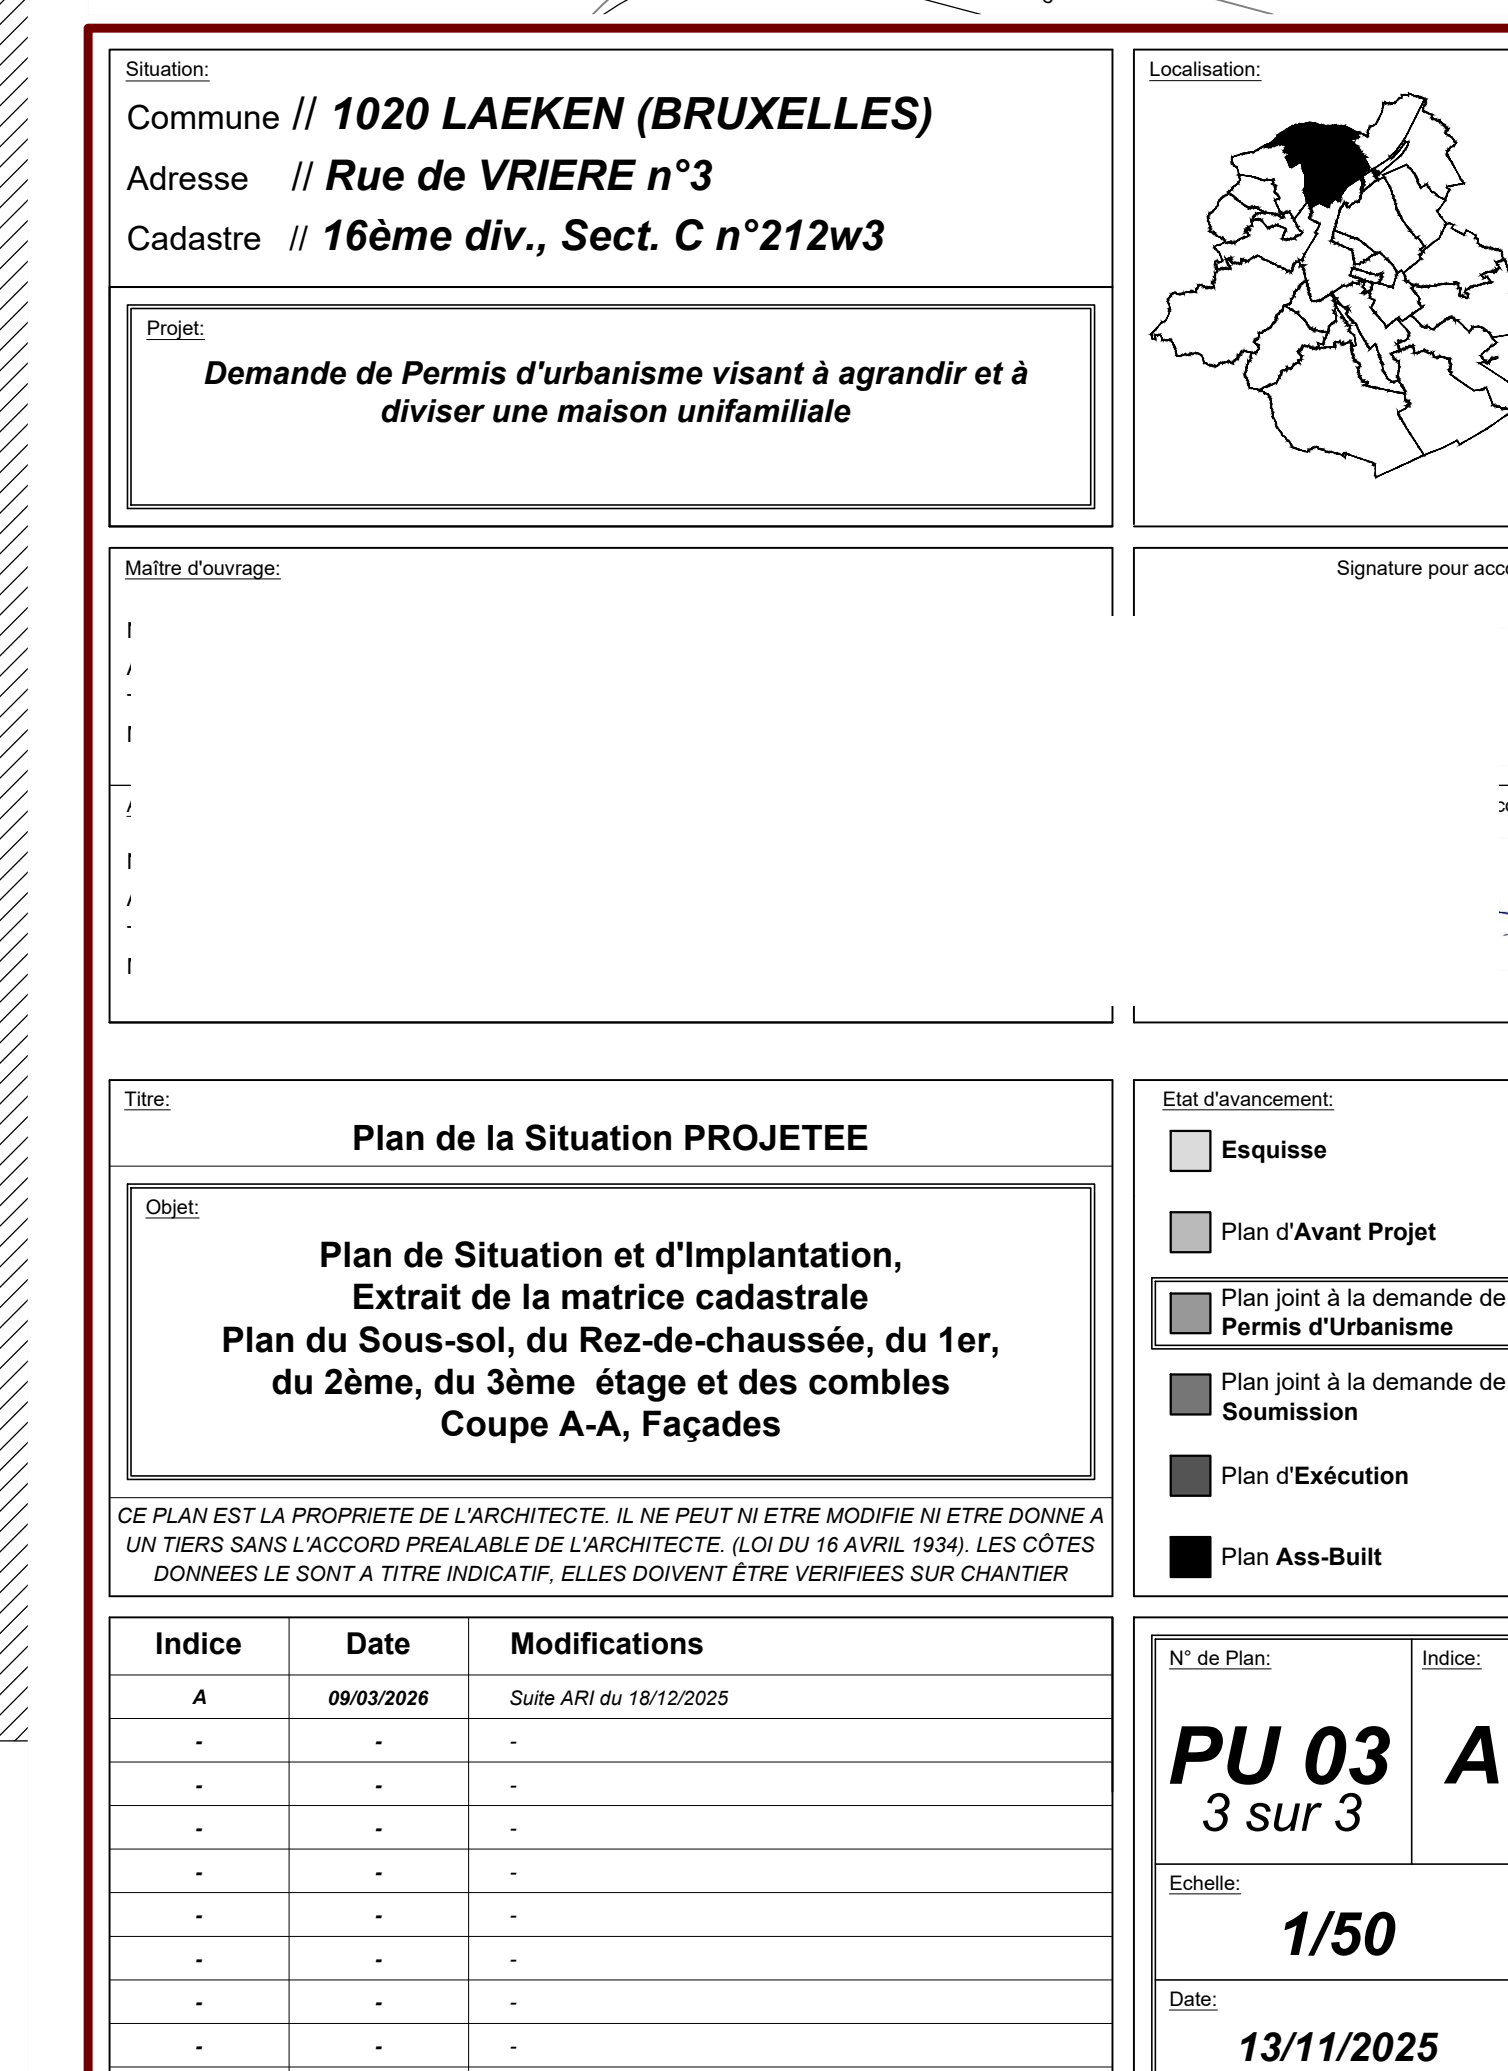 Situation:
Commune // 1020 LAEKEN (BRUXELLES)
Adresse // Rue de VRIERE n°3
Cadastre // 16ème div., Sect. C n°212w3
Projet:
Demande de Permis d'urbanisme visant à agrandir et à
diviser une maison unifamiliale
Localisation:
Maître d'ouvrage:
Signature pour
Titre:
Plan de la Situation PROJETEE
Objet:
Plan de Situation et d'Implantation,
Extrait de la matrice cadastrale
Plan du Sous-sol, du Rez-de-chaussée, du 1er,
du 2ème, du 3ème étage et des combles
Coupe A-A, Façades
CE PLAN EST LA PROPRIETE DE L'ARCHITECTE. IL NE PEUT NI ETRE MODIFIE NI ETRE DONNE A
UN TIERS SANS L'ACCORD PREALABLE DE L'ARCHITECTE. (LOI DU 16 AVRIL 1934). LES CÔTES
DONNEES LE SONT A TITRE INDICATIF, ELLES DOIVENT ÊTRE VERIFIEES SUR CHANTIER
Etat d'avancement:
Esquisse
Plan d'Avant Projet
Plan joint à la demande de
Permis d'Urbanisme
Plan joint à la demande de
Soumission
Plan d'Exécution
Plan Ass-Built
Indice Date Modifications
A 09/03/2026 Suite ARI du 18/12/2025
- - -
- - -
- - -
- - -
- - -
- - -
- - -
- - -
N° de Plan:
PU 03
3 sur 3
Indice:
A
Echelle:
1/50
Date:
13/11/2025